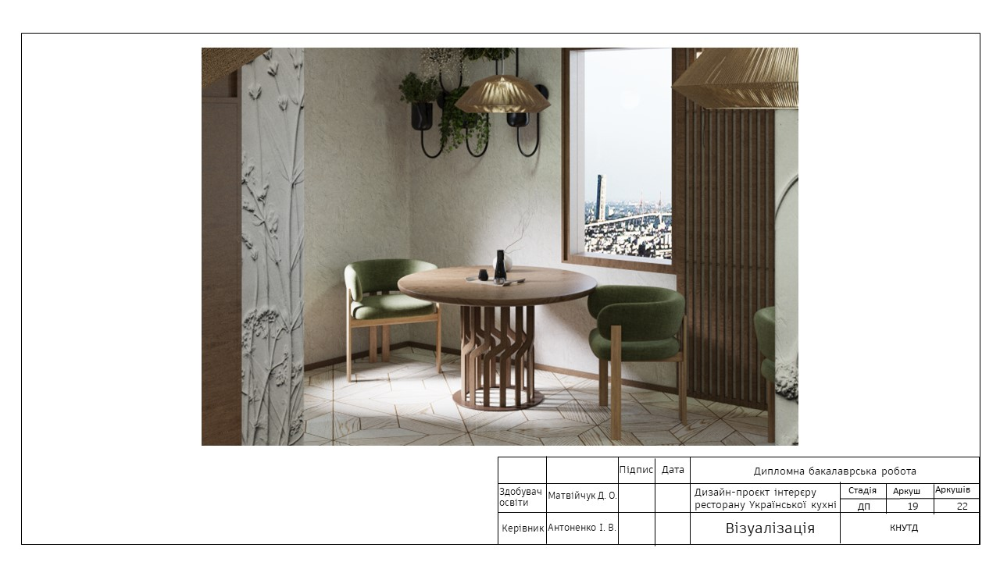 Підпис Дата Дипломна бакалаврська робота
Здобувач освіти Матвійчук Д. О.
Дизайн-проєкт інтерєру
ресторану Української кухні
Стадія Аркуш Аркушів
ДП 19 22
Керівник Антоненко І. В. Візуалізація КНУТД